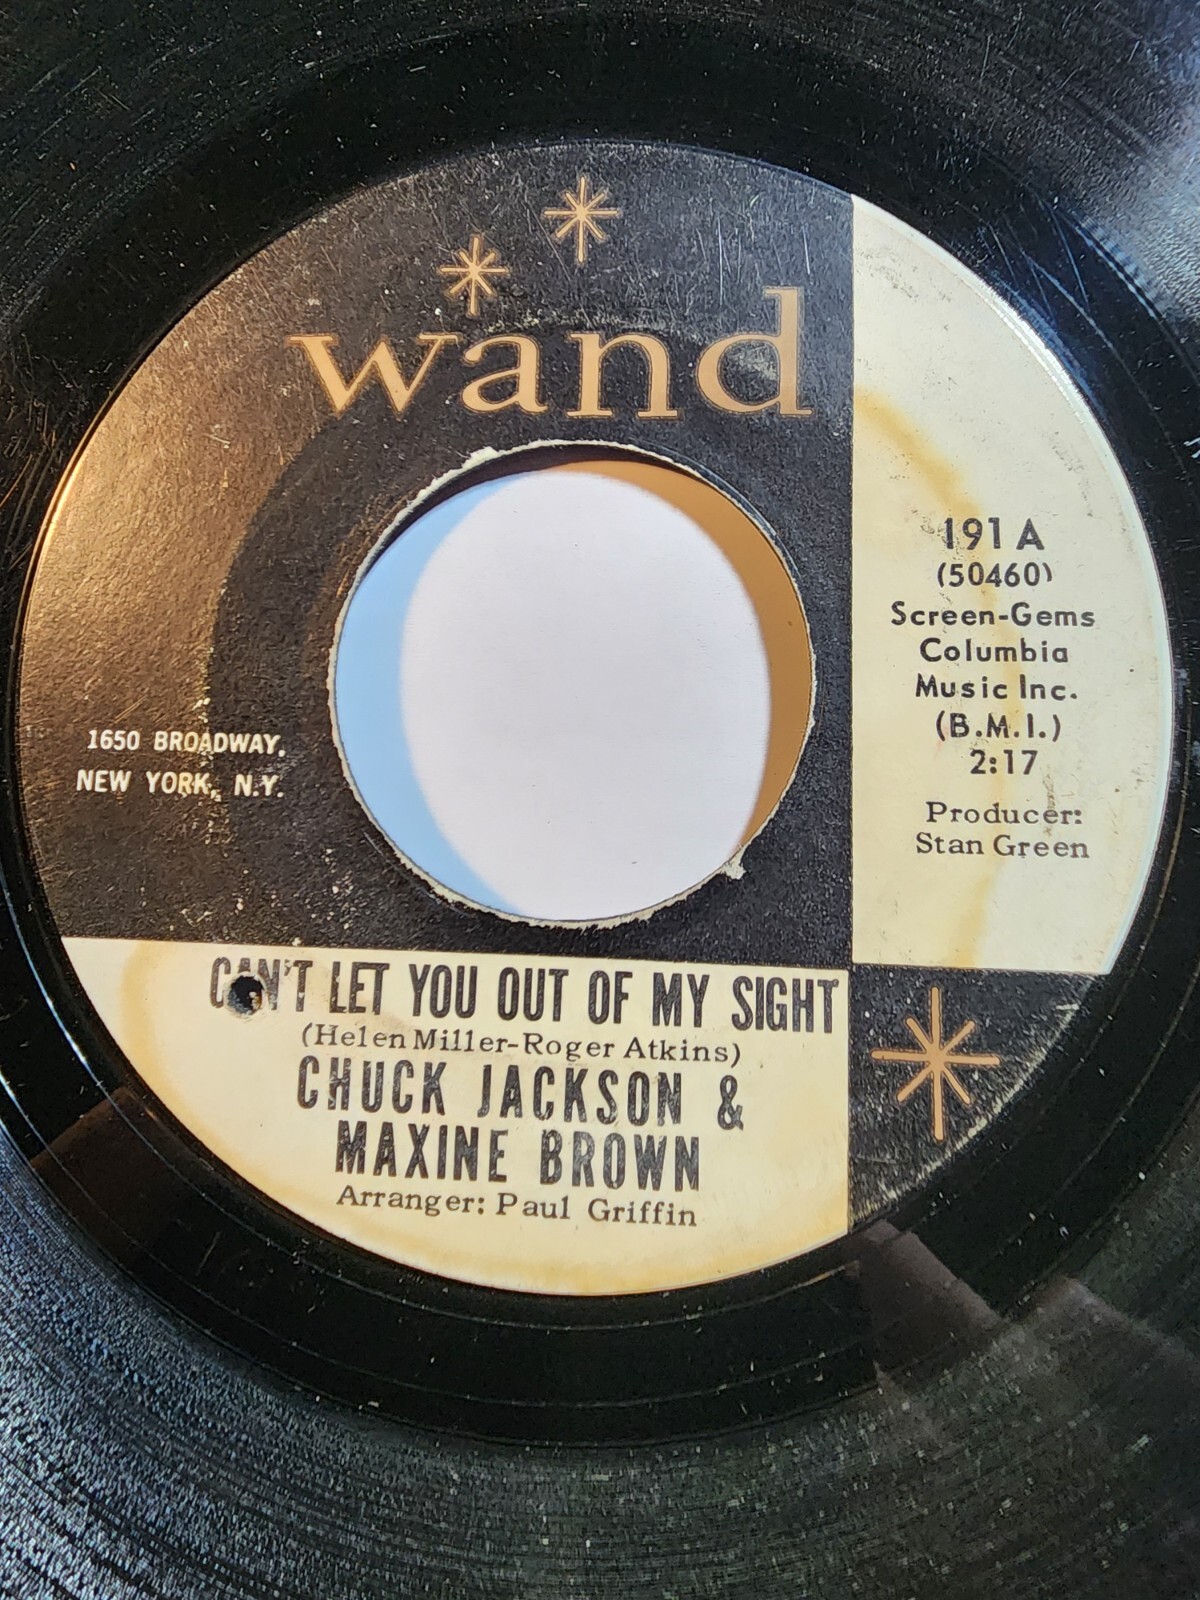 wand
1650 BROADWAY.
NEW YORK, N.Y.
191 A
(50460)
Screen-Gems
Columbia
Music Inc.
(B.M.I.)
2:17
Producer:
Stan Green
CAN'T LET YOU OUT OF MY SIGHT
(Helen Miller-Roger Atkins)
CHUCK JACKSON &
MAXINE BROWN
Arranger: Paul Griffin